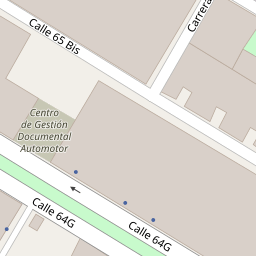 Calle 65 Bis
Carrera
Centro
de Gestión
Documental
Automotor
Calle 64G
Calle 64G